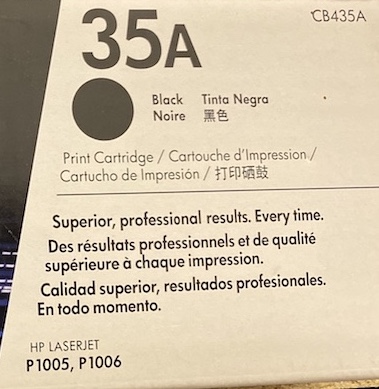 35A
CB435A
Black Tinta Negra
Noire 黑色
Print Cartridge / Cartouche d'Impression /
Cartucho de Impresión / 打印硒鼓
Superior, professional results. Every time.
Des résultats professionnels et de qualité
supérieure à chaque impression.
Calidad superior, resultados profesionales.
En todo momento.
HP LASERJET
P1005, P1006